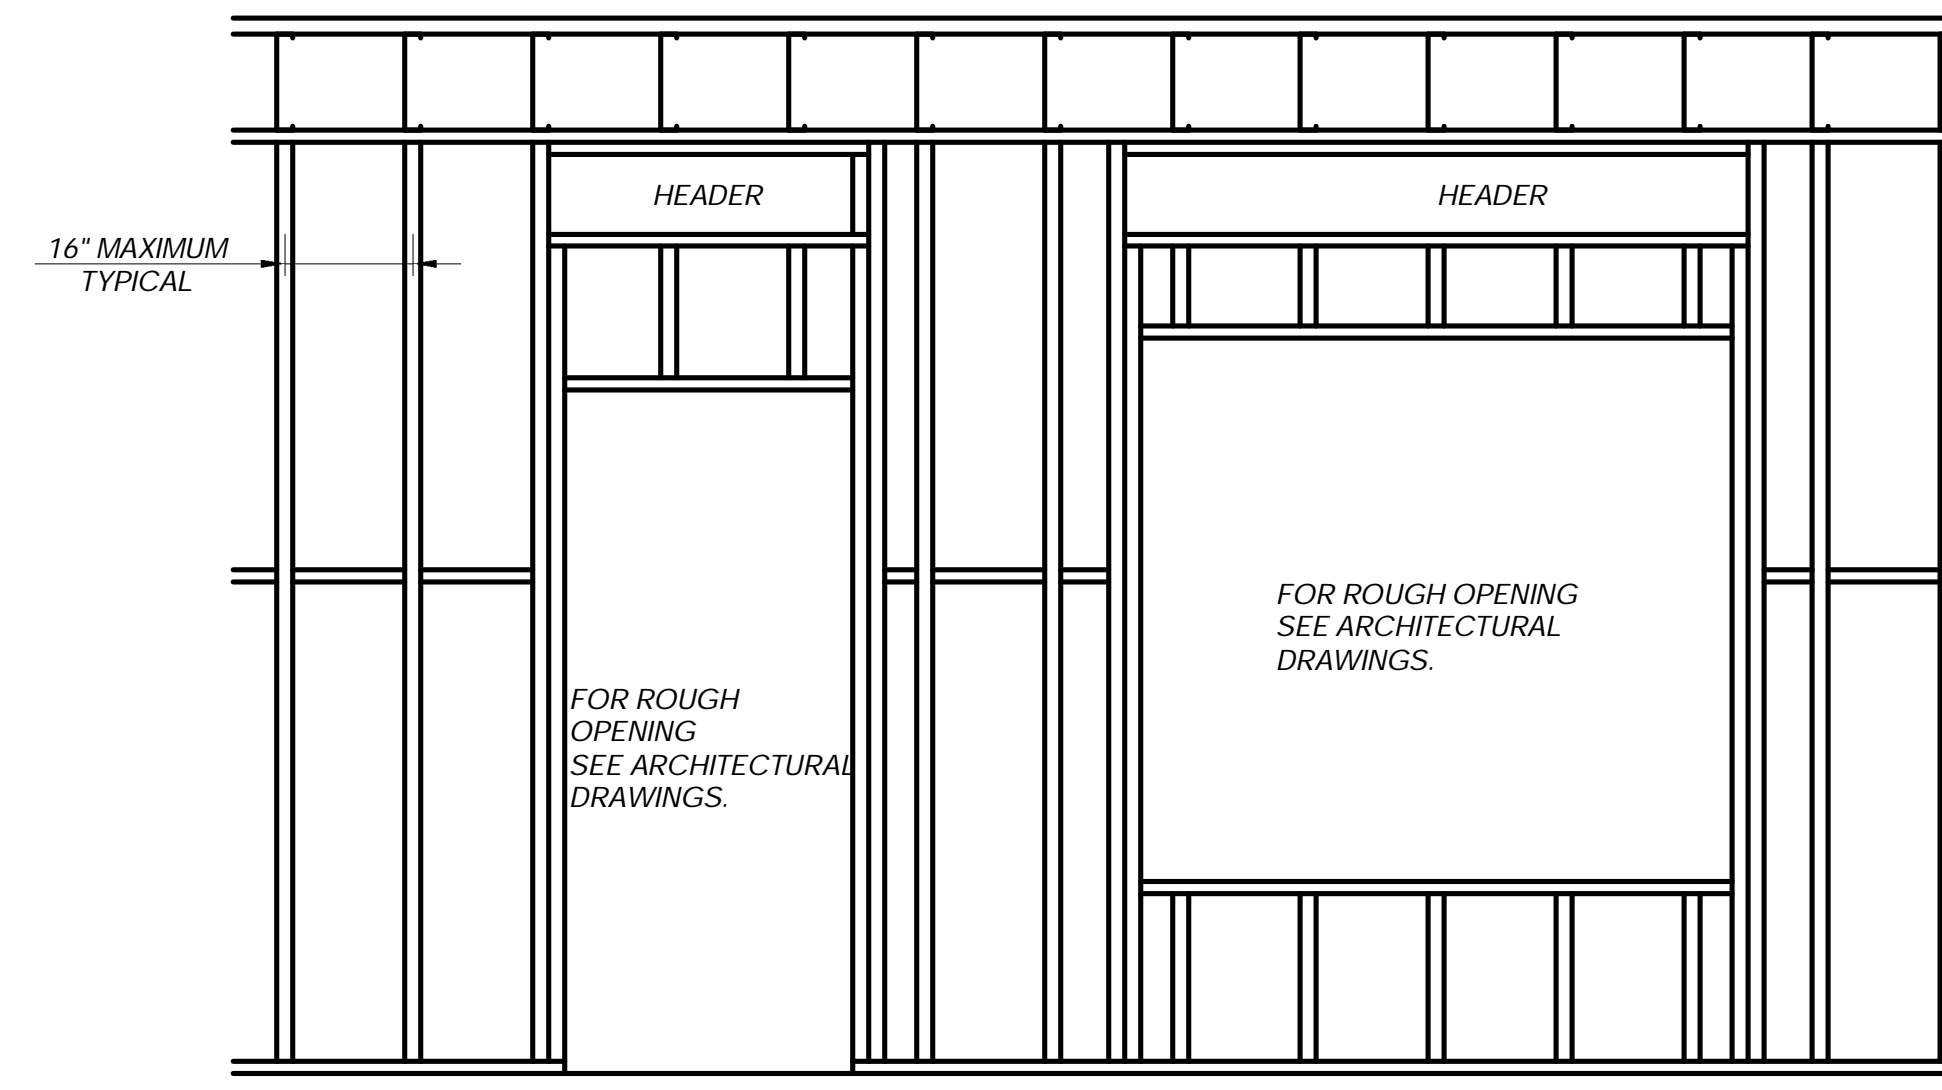 HEADER
HEADER
16" MAXIMUM
TYPICAL
FOR ROUGH OPENING
SEE ARCHITECTURAL
DRAWINGS.
FOR ROUGH
OPENING
SEE ARCHITECTURAL
DRAWINGS.